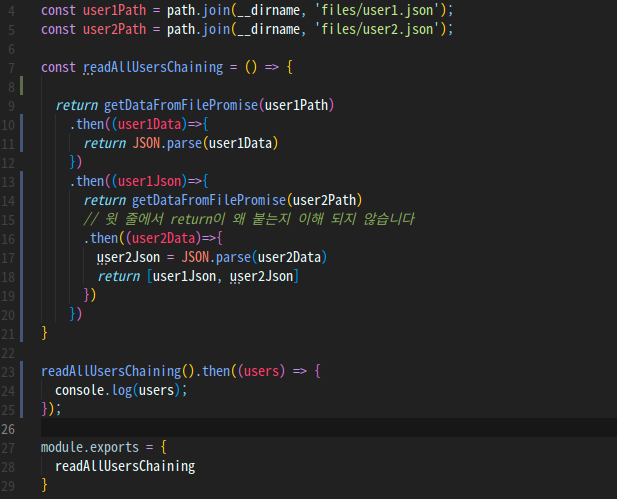 4 const user1Path = path.join(__dirname, 'files/user1.json');
5 const user2Path = path.join(__dirname, 'files/user2.json');
6
7 const readAllUsersChaining = () => {
8
9   return getDataFromFilePromise(user1Path)
10     .then((user1Data)=>{
11       return JSON.parse(user1Data)
12     })
13     .then((user1Json)=>{
14       return getDataFromFilePromise(user2Path)
15       // 윗 줄에서 return이 왜 붙는지 이해 되지 않습니다
16       .then((user2Data)=>{
17         user2Json = JSON.parse(user2Data)
18         return [user1Json, user2Json]
19       })
20     })
21 }
22
23 readAllUsersChaining().then((users) => {
24   console.log(users);
25 });
26
27 module.exports = {
28   readAllUsersChaining
29 }